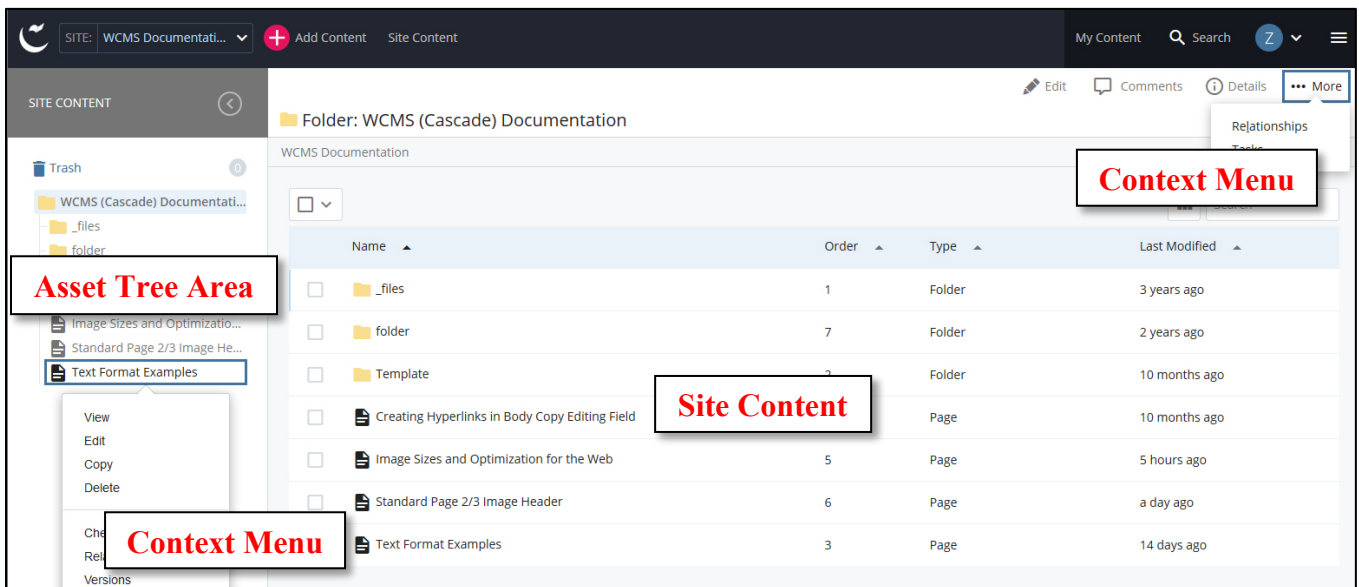 SITE: WCMS Documentati... Add Content Site Content My Content Search Z
SITE CONTENT
Edit Comments Details ••• More
Folder: WCMS (Cascade) Documentation
Relationships
Tasks
WCMS Documentation
Trash 0
Context Menu
WCMS (Cascade) Documentati...
Search
_files
folder
Name Order Type Last Modified
Asset Tree Area
_files 1 Folder 3 years ago
Image Sizes and Optimizatio...
folder 7 Folder 2 years ago
Standard Page 2/3 Image He...
Text Format Examples
Template 2 Folder 10 months ago
Site Content
View
Creating Hyperlinks in Body Copy Editing Field Page 10 months ago
Edit
Copy
Image Sizes and Optimization for the Web 5 Page 5 hours ago
Delete
Standard Page 2/3 Image Header 6 Page a day ago
Che
Context Menu
Text Format Examples 3 Page 14 days ago
Rela
Versions